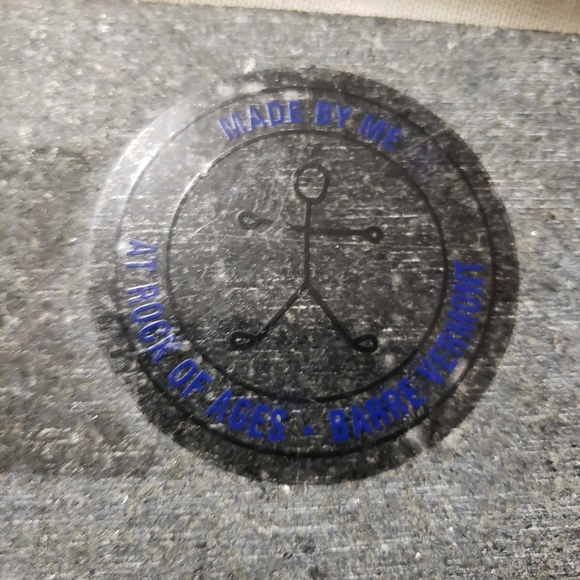 MADE BY ME
AT ROCK OF AGES • BARRE VERMONT